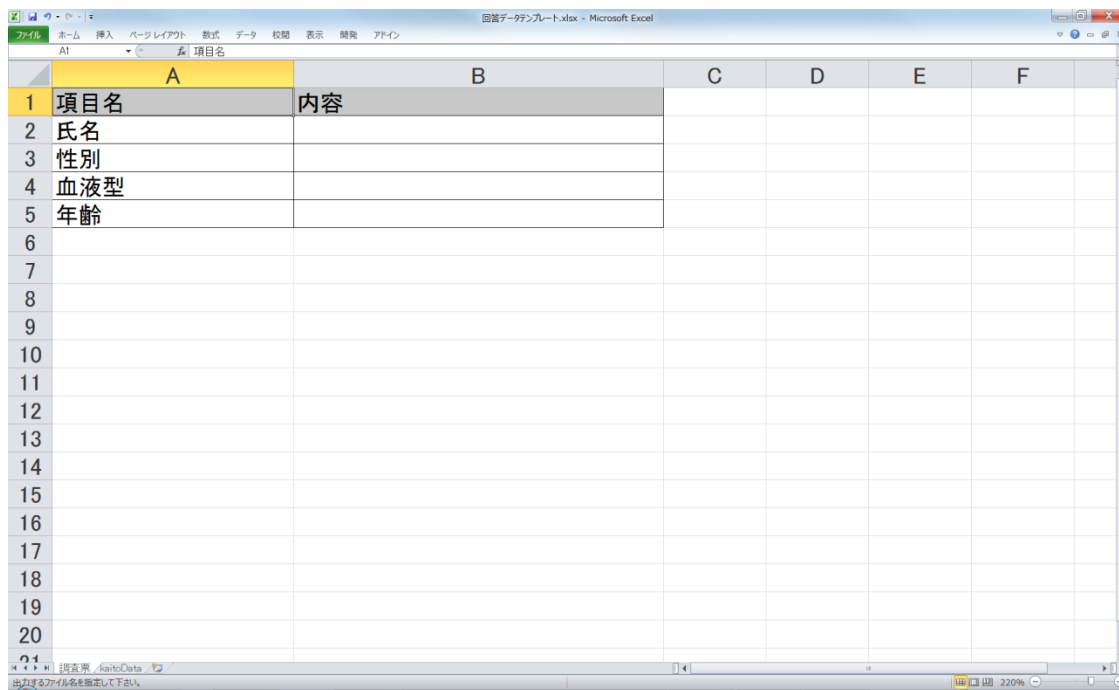 回答データテンプレート.xlsx - Microsoft Excel
ファイル ホーム 挿入 ページ レイアウト 数式 データ 校閲 表示 開発 アドイン
A1 fx 項目名
A B C D E F
1 項目名 内容
2 氏名
3 性別
4 血液型
5 年齢
6
7
8
9
10
11
12
13
14
15
16
17
18
19
20
21
調査票 kaitoData
出力するファイル名を指定して下さい。 220%